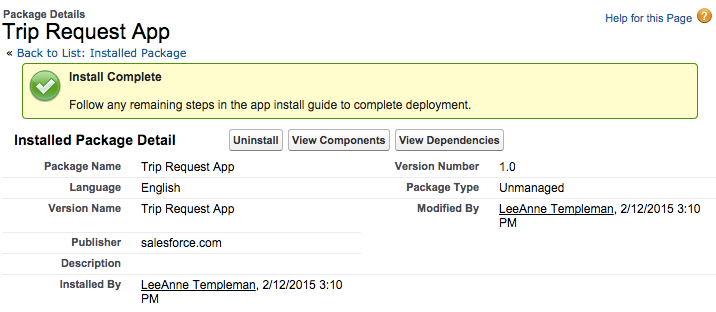 Package Details
Help for this Page
Trip Request App
« Back to List: Installed Package
Install Complete
Follow any remaining steps in the app install guide to complete deployment.
Installed Package Detail
Uninstall
View Components
View Dependencies
Package Name Trip Request App Version Number 1.0
Language English Package Type Unmanaged
Version Name Trip Request App Modified By LeeAnne Templeman, 2/12/2015 3:10
PM
Publisher salesforce.com
Description
Installed By LeeAnne Templeman, 2/12/2015 3:10
PM